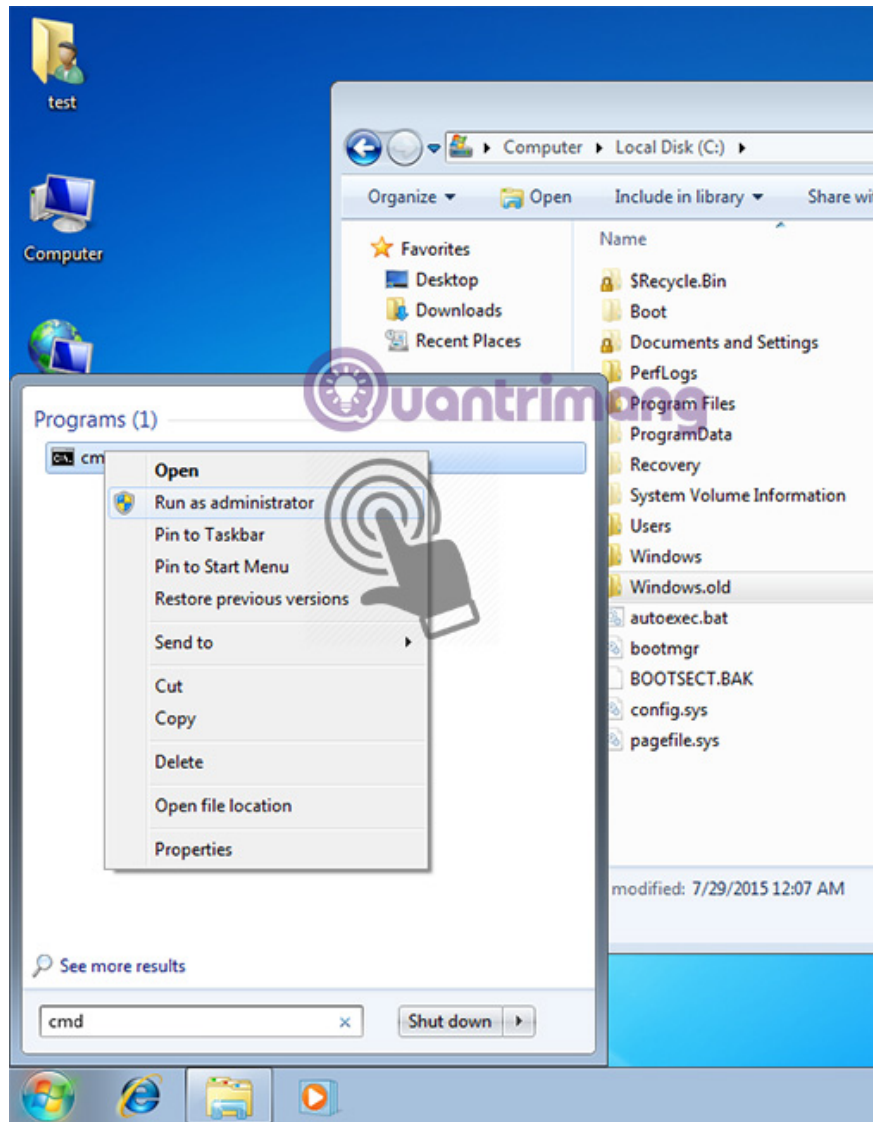 test
Computer
Computer
Local Disk (C:)
Organize
Open
Include in library
Share wi
Favorites
Desktop
Downloads
Recent Places
Name
$Recycle.Bin
Boot
Documents and Settings
PerfLogs
Program Files
ProgramData
Recovery
System Volume Information
Users
Windows
Windows.old
autoexec.bat
bootmgr
BOOTSECT.BAK
config.sys
pagefile.sys
modified: 7/29/2015 12:07 AM
Quantrimang
Programs (1)
cm
Open
Run as administrator
Pin to Taskbar
Pin to Start Menu
Restore previous versions
Send to
Cut
Copy
Delete
Open file location
Properties
See more results
cmd
Shut down